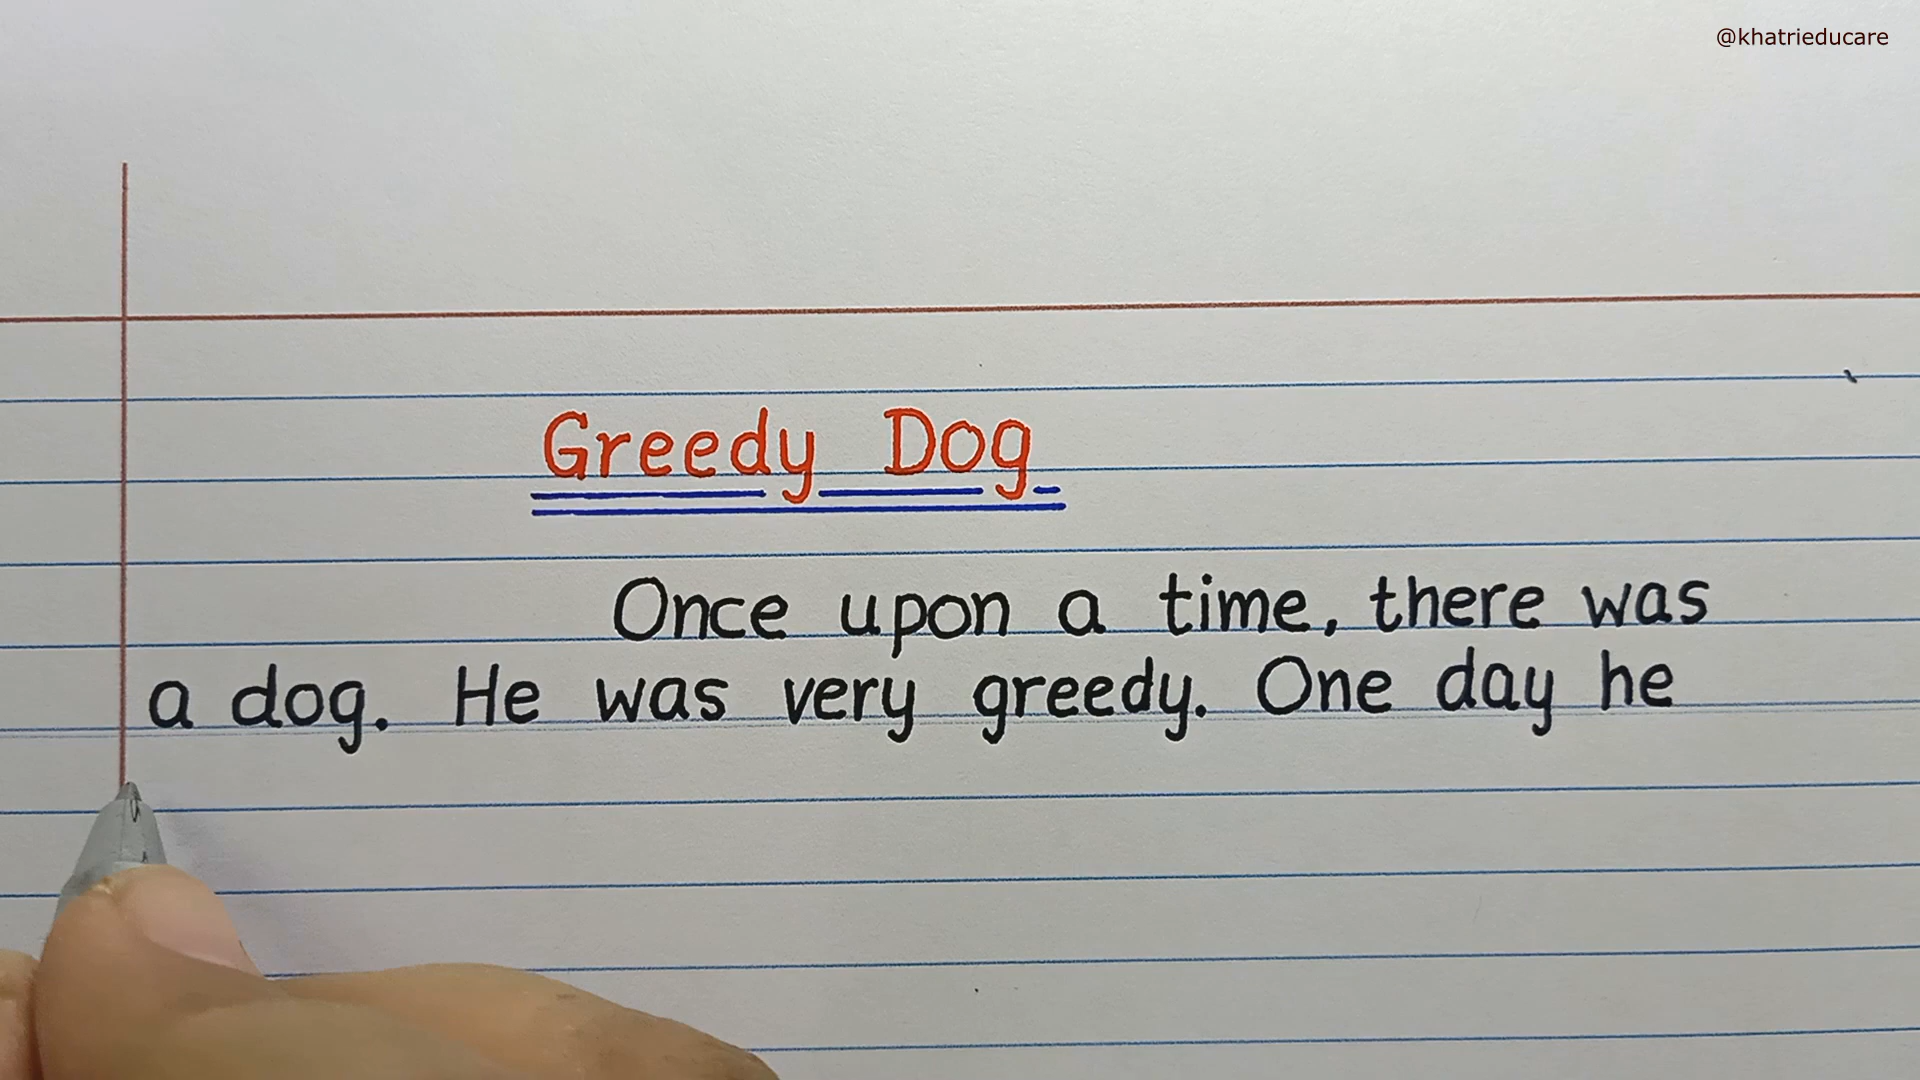 @khatrieducare
Greedy Dog
Once upon a time, there was
a dog. He was very greedy. One day he